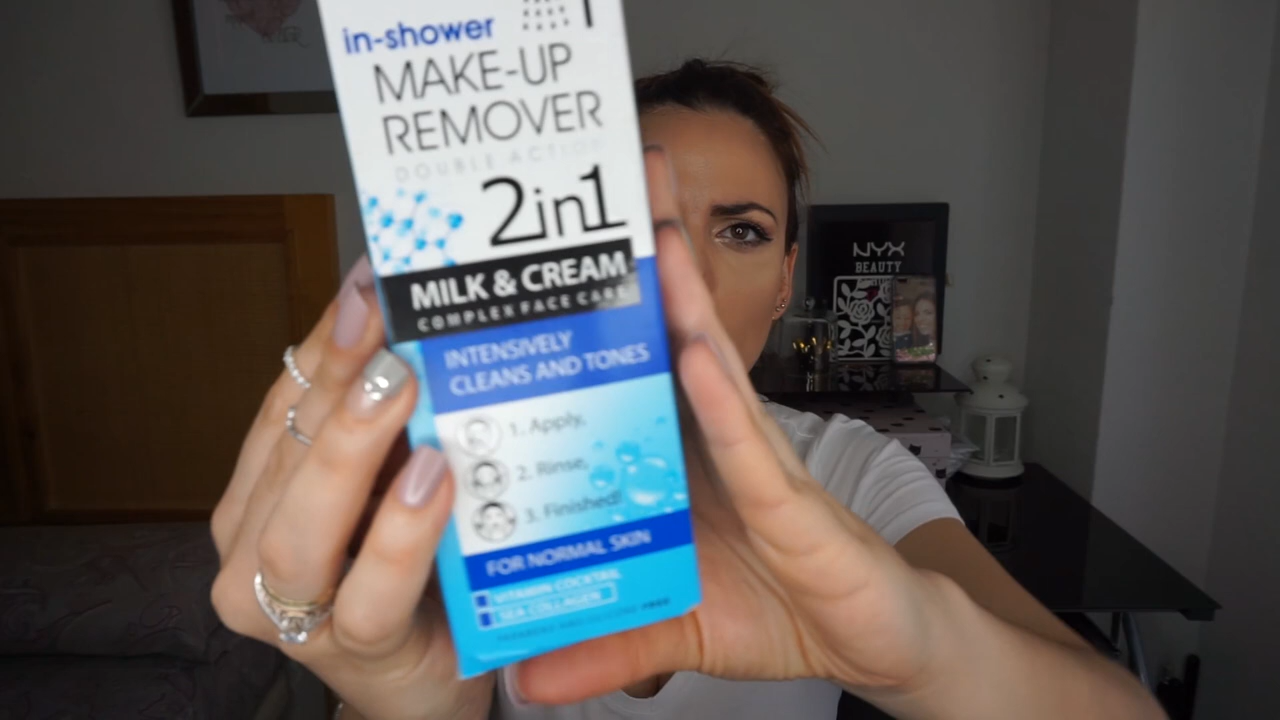 in-shower
MAKE-UP
REMOVER
DOUBLE ACTION
2in1
MILK & CREAM
COMPLEX FACE CARE
INTENSIVELY
CLEANS AND TONES
1. Apply,
2. Rinse,
3. Finished!
FOR NORMAL SKIN
VITAMIN COCKTAIL
SEA COLLAGEN
NYX
BEAUTY